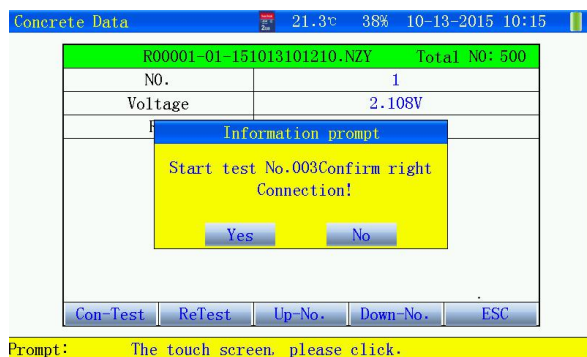 Concrete Data 21.3℃ 38% 10-13-2015 10:15
R00001-01-151013101210.NZY Total NO: 500
NO. 1
Voltage 2.108V
Information prompt
Start test No.003Confirm right
Connection!
Yes No
Con-Test ReTest Up-No. Down-No. ESC
Prompt: The touch screen, please click.